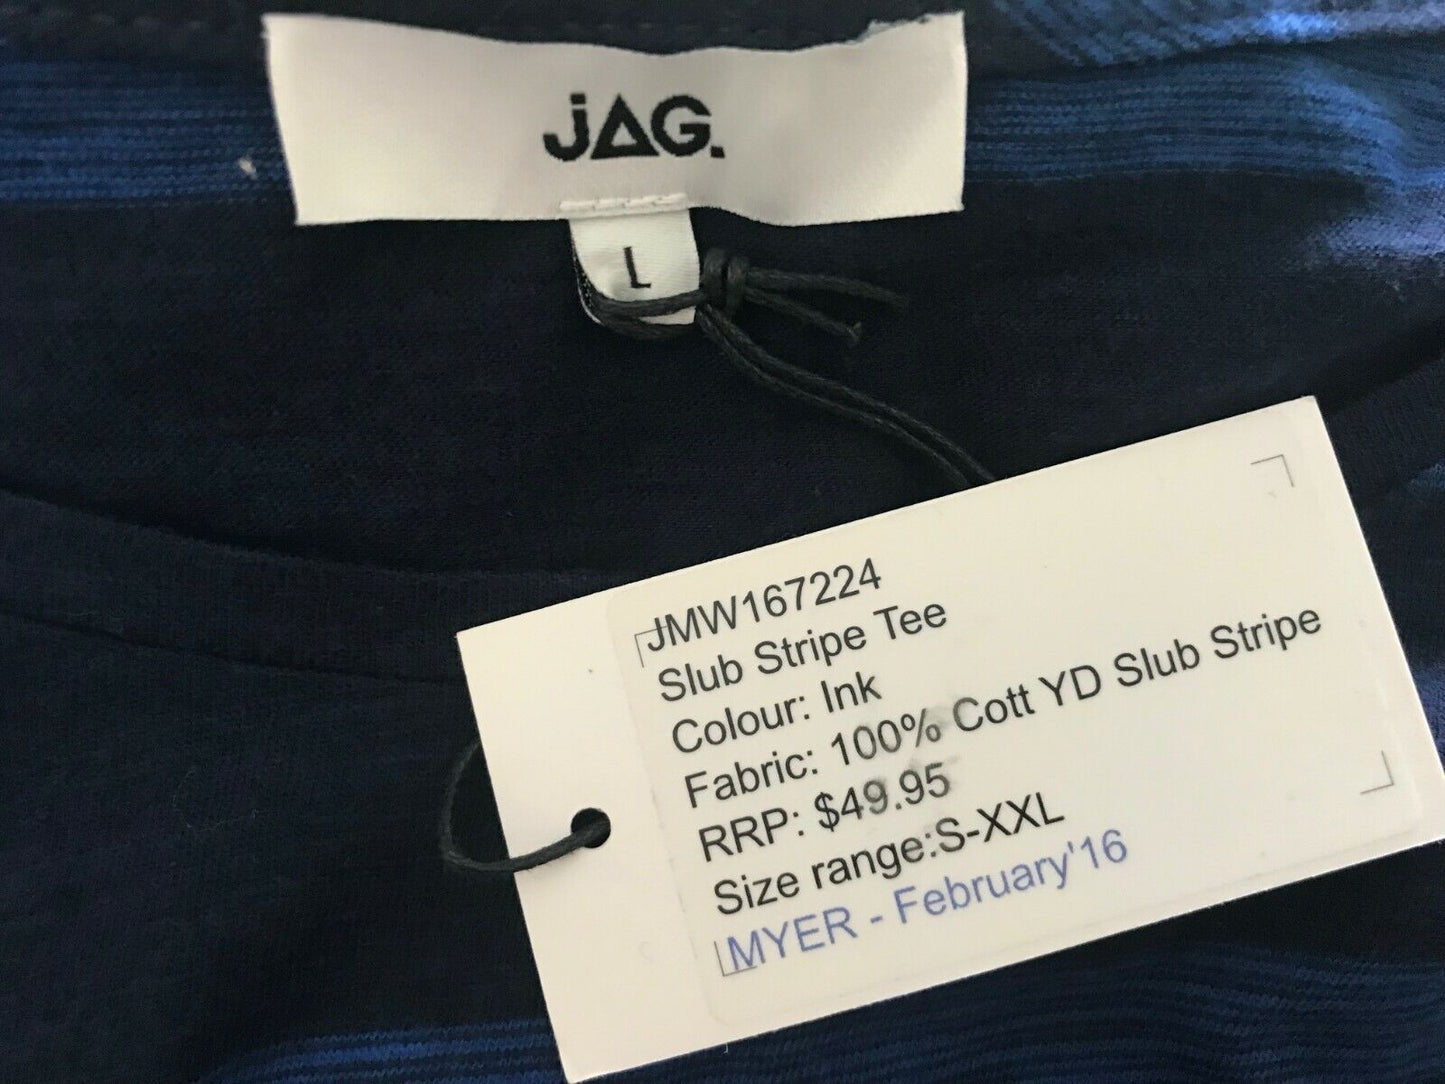 jAG.
L
JMW167224
Slub Stripe Tee
Colour: Ink
Fabric: 100% Cott YD Slub Stripe
RRP: $49.95
Size range:S-XXL
MYER - February'16